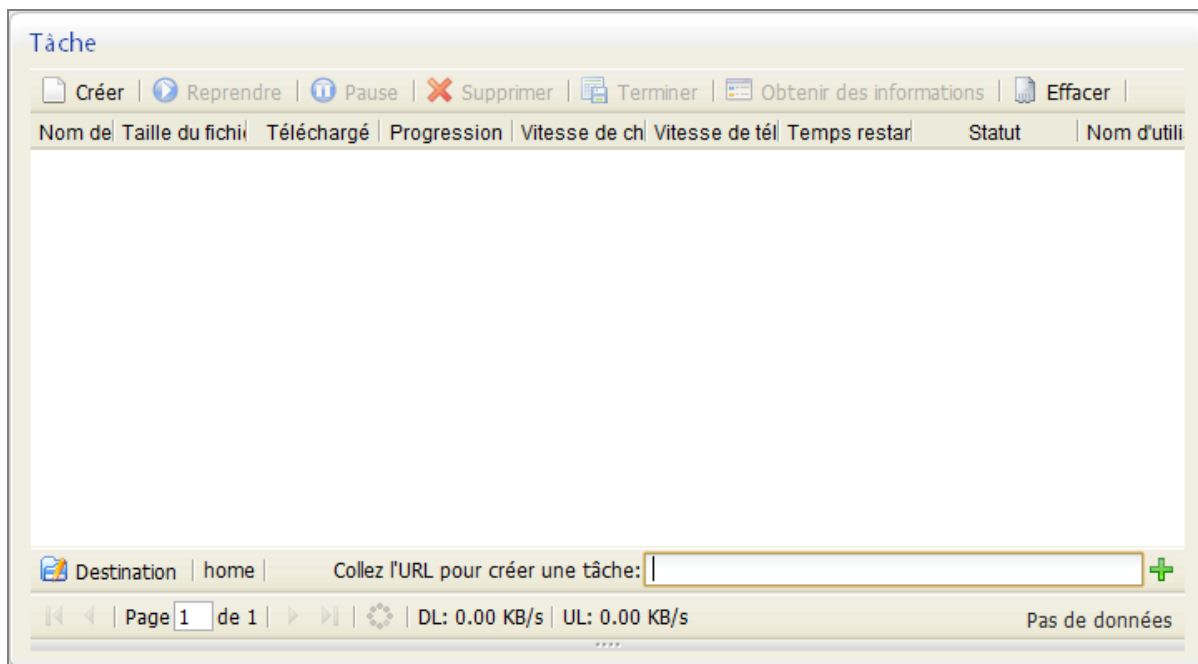 Tâche
Créer Reprendre Pause Supprimer Terminer Obtenir des informations Effacer
Nom de Taille du fichi Téléchargé Progression Vitesse de ch Vitesse de tél Temps restar Statut Nom d'utili
Destination home Collez l'URL pour créer une tâche:
Page 1 de 1 DL: 0.00 KB/s UL: 0.00 KB/s Pas de données